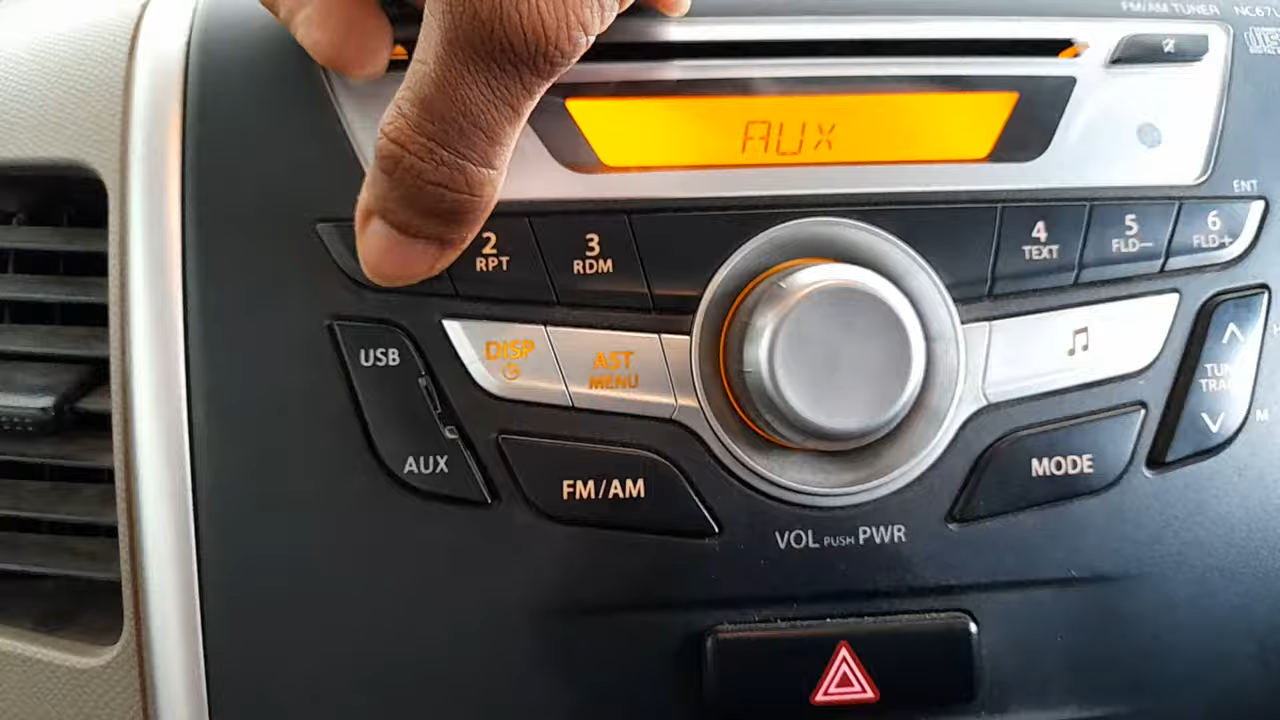 FM/AM TUNER
AUX
ENT
2
RPT
3
RDM
4
TEXT
5
FLD−
6
FLD+
USB
DISP
AST
MENU
AUX
FM/AM
MODE
VOL PUSH PWR